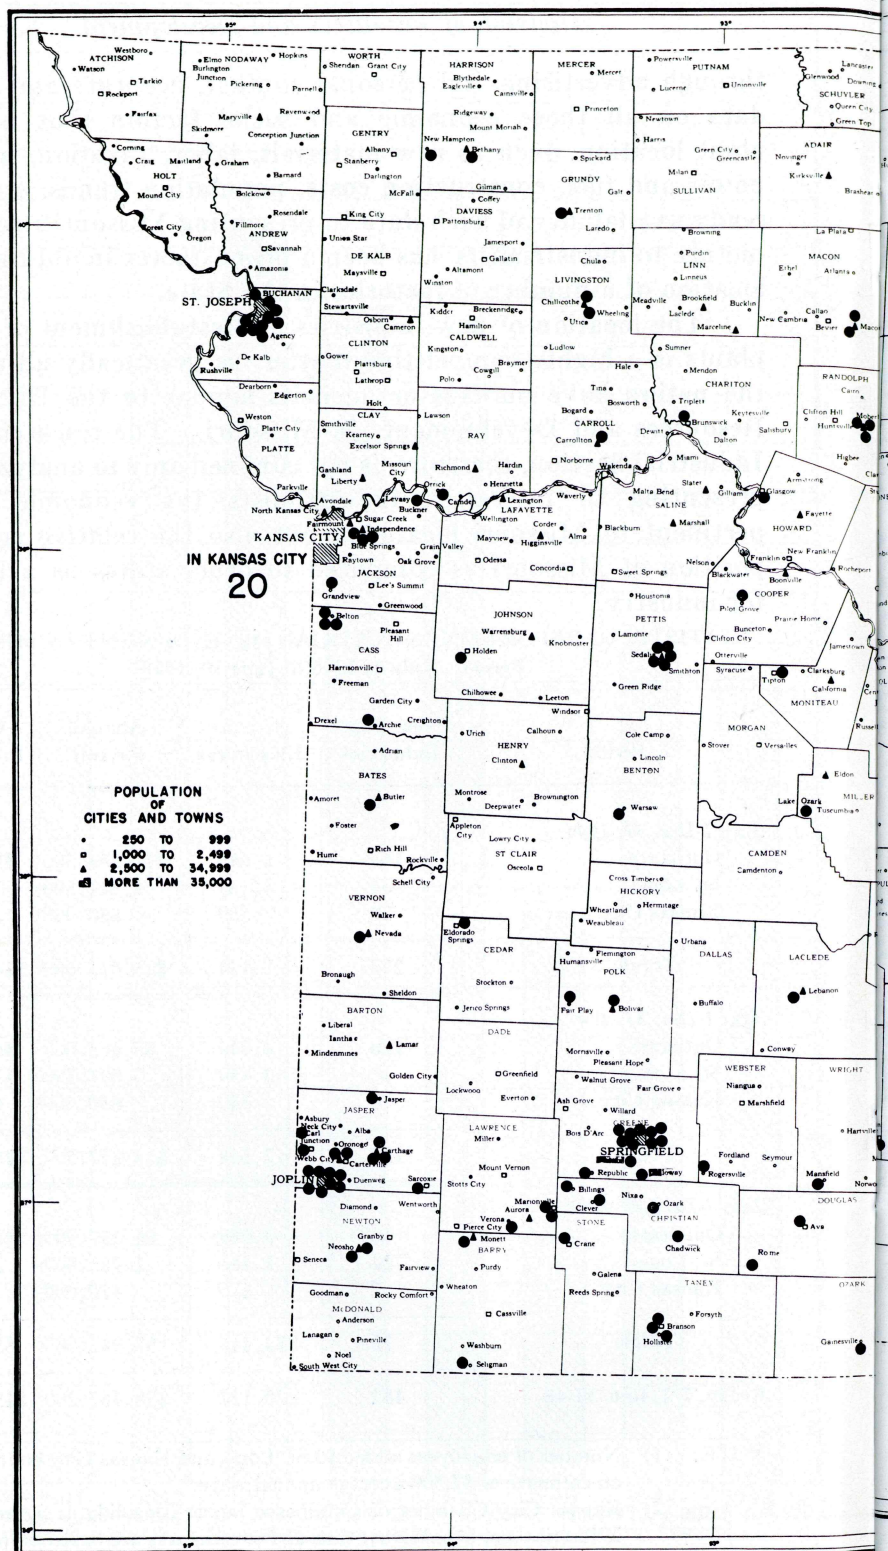 95°
94°
93°
ATCHISON
Westboro
Watson
Tarkio
Rockport
Fairfax
Elmo
NODAWAY
Hopkins
Burlington
Junction
Pickering
Parnell
Maryville
Ravenwood
Skidmore
Conception Junction
WORTH
Sheridan
Grant City
HARRISON
Blythedale
Eagleville
Cainsville
Ridgeway
Mount Moriah
New Hampton
Bethany
MERCER
Mercer
Princeton
PUTNAM
Powersville
Lucerne
Unionville
Newtown
Lancaster
Glenwood
Downing
SCHUYLER
Queen City
Green Top
HOLT
Corning
Craig
Maitland
Mound City
Forest City
Oregon
Graham
Barnard
Bolckow
Rosendale
Fillmore
ANDREW
Savannah
Amazonia
GENTRY
Albany
Stanberry
Darlington
McFall
King City
Gilman
Coffey
DAVIESS
Pattonsburg
Jamesport
Gallatin
Altamont
Winston
Spickard
GRUNDY
Galt
Trenton
Laredo
Harris
Green City
Greencastle
Milan
SULLIVAN
Browning
ADAIR
Novinger
Kirksville
Brashear
40°
Union Star
DE KALB
Maysville
Clarksdale
Stewartsville
Osborn
Cameron
ST. JOSEPH
BUCHANAN
Agency
De Kalb
Rushville
Chula
LIVINGSTON
Chillicothe
Wheeling
Utica
Ludlow
Purdin
LINN
Linneus
Meadville
Brookfield
Laclede
Bucklin
Marceline
La Plata
MACON
Ethel
Atlanta
New Cambria
Callao
Bevier
Macon
Kidder
Breckenridge
Hamilton
CALDWELL
Kingston
Braymer
Cowgill
Polo
CLINTON
Gower
Plattsburg
Lathrop
Holt
Dearborn
Edgerton
Weston
Platte City
PLATTE
Parkville
CLAY
Smithville
Kearney
Excelsior Springs
Missouri
City
Gashland
Liberty
Avondale
North Kansas City
Lawson
RAY
Richmond
Hardin
Henrietta
Orrick
Camden
Hale
Tina
Bosworth
Bogard
CARROLL
Carrollton
Dewitt
Norborne
Wakenda
Sumner
Mendon
CHARITON
Triplett
Brunswick
Keytesville
Dalton
Salisbury
RANDOLPH
Cairo
Clifton Hill
Moberly
Huntsville
Higbee
Fairmount
Sugar Creek
KANSAS CITY
Independence
Blue Springs
Levasy
Buckner
Grain Valley
Oak Grove
Raytown
JACKSON
Lee's Summit
Grandview
Greenwood
IN KANSAS CITY
20
Lexington
Waverly
LAFAYETTE
Wellington
Corder
Mayview
Higginsville
Alma
Odessa
Concordia
Miami
Malta Bend
Slater
Gilliam
SALINE
Blackburn
Marshall
Nelson
Sweet Springs
Blackwater
Armstrong
Glasgow
Fayette
HOWARD
New Franklin
Franklin
Rocheport
Boonville
COOPER
Pilot Grove
Bunceton
Prairie Home
Clifton City
Otterville
39°
Belton
Pleasant
Hill
CASS
Harrisonville
Freeman
Garden City
Drexel
Archie
Creighton
JOHNSON
Warrensburg
Knobnoster
Holden
Chilhowee
Leeton
Houstonia
PETTIS
Lamonte
Sedalia
Smithton
Green Ridge
Windsor
Jamestown
Syracuse
Tipton
Clarksburg
California
MONITEAU
MORGAN
Stover
Versailles
Adrian
BATES
Amoret
Butler
Foster
Rich Hill
Hume
Rockville
Urich
Calhoun
HENRY
Clinton
Montrose
Brownington
Deepwater
Cole Camp
Lincoln
BENTON
Warsaw
Eldon
MILLER
Lake Ozark
Tuscumbia
POPULATION
OF
CITIES AND TOWNS
250 TO 999
1,000 TO 2,499
2,500 TO 34,999
MORE THAN 35,000
Appleton
City
Lowry City
ST CLAIR
Osceola
Schell City
CAMDEN
Camdenton
Cross Timbers
HICKORY
Wheatland
Hermitage
Weaubleau
VERNON
Walker
Nevada
Bronaugh
Sheldon
Eldorado
Springs
CEDAR
Stockton
Jerico Springs
Flemington
Humansville
POLK
Fair Play
Bolivar
Morrisville
Pleasant Hope
Urbana
DALLAS
Buffalo
LACLEDE
Lebanon
Conway
BARTON
Liberal
Iantha
Lamar
Mindenmines
Golden City
DADE
Greenfield
Lockwood
Everton
Walnut Grove
Fair Grove
Ash Grove
Willard
GREENE
Bois D'Arc
SPRINGFIELD
Republic
WEBSTER
Niangua
Marshfield
Fordland
Seymour
Rogersville
WRIGHT
Hartville
Mansfield
Norwood
JASPER
Jasper
Asbury
Neck City
Carl
Junction
Alba
Oronogo
Webb City
Carthage
Carterville
JOPLIN
Duenweg
Sarcoxie
LAWRENCE
Miller
Mount Vernon
Stotts City
Marionville
Aurora
Verona
Pierce City
37°
Diamond
Wentworth
NEWTON
Granby
Neosho
Seneca
Fairview
Monett
BARRY
Purdy
Billings
Clever
STONE
Crane
Galena
Reeds Spring
Nixa
Ozark
CHRISTIAN
Chadwick
DOUGLAS
Ava
Rome
Goodman
Rocky Comfort
McDONALD
Anderson
Lanagan
Pineville
Noel
South West City
Wheaton
Cassville
Washburn
Seligman
TANEY
Forsyth
Branson
Hollister
OZARK
Gainesville
95°
94°
93°